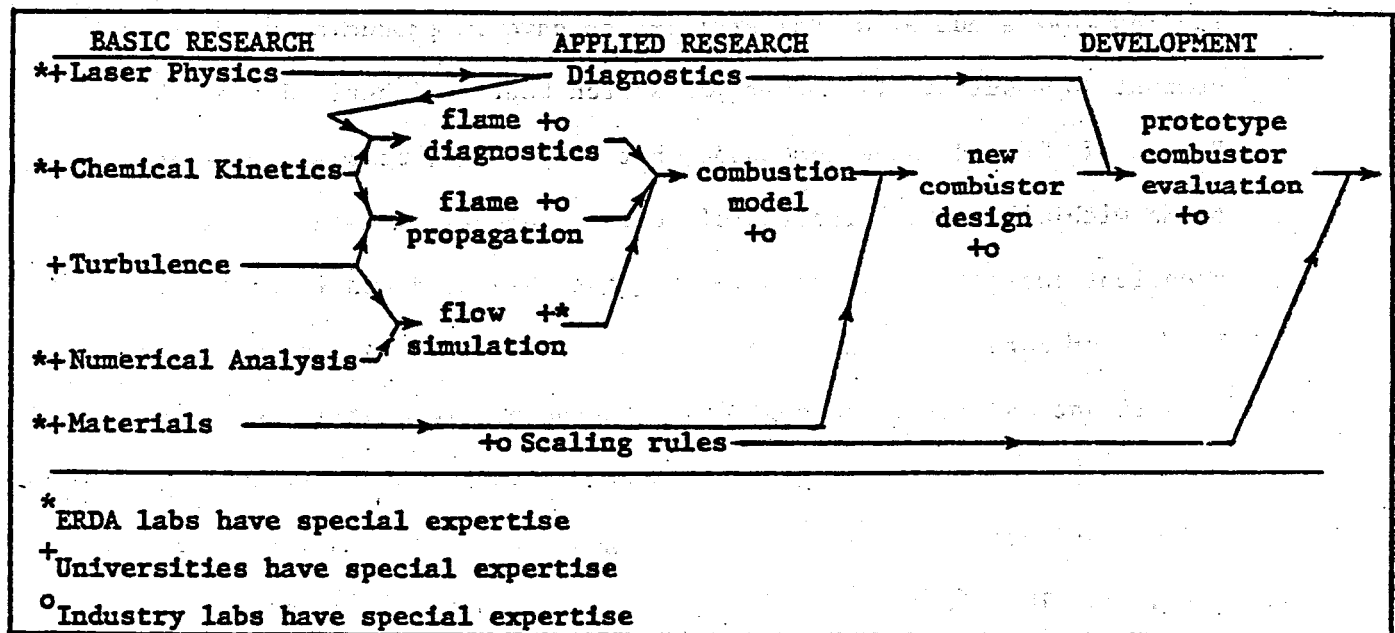 BASIC RESEARCH APPLIED RESEARCH DEVELOPMENT
*+Laser Physics Diagnostics
flame +o
diagnostics
prototype
combustor
evaluation
+o
*+Chemical Kinetics
combustion
model
+o
new
combustor
design
+o
flame +o
propagation
+Turbulence
flow +*
simulation
*+Numerical Analysis
*+Materials
+o Scaling rules
*ERDA labs have special expertise
+Universities have special expertise
oIndustry labs have special expertise